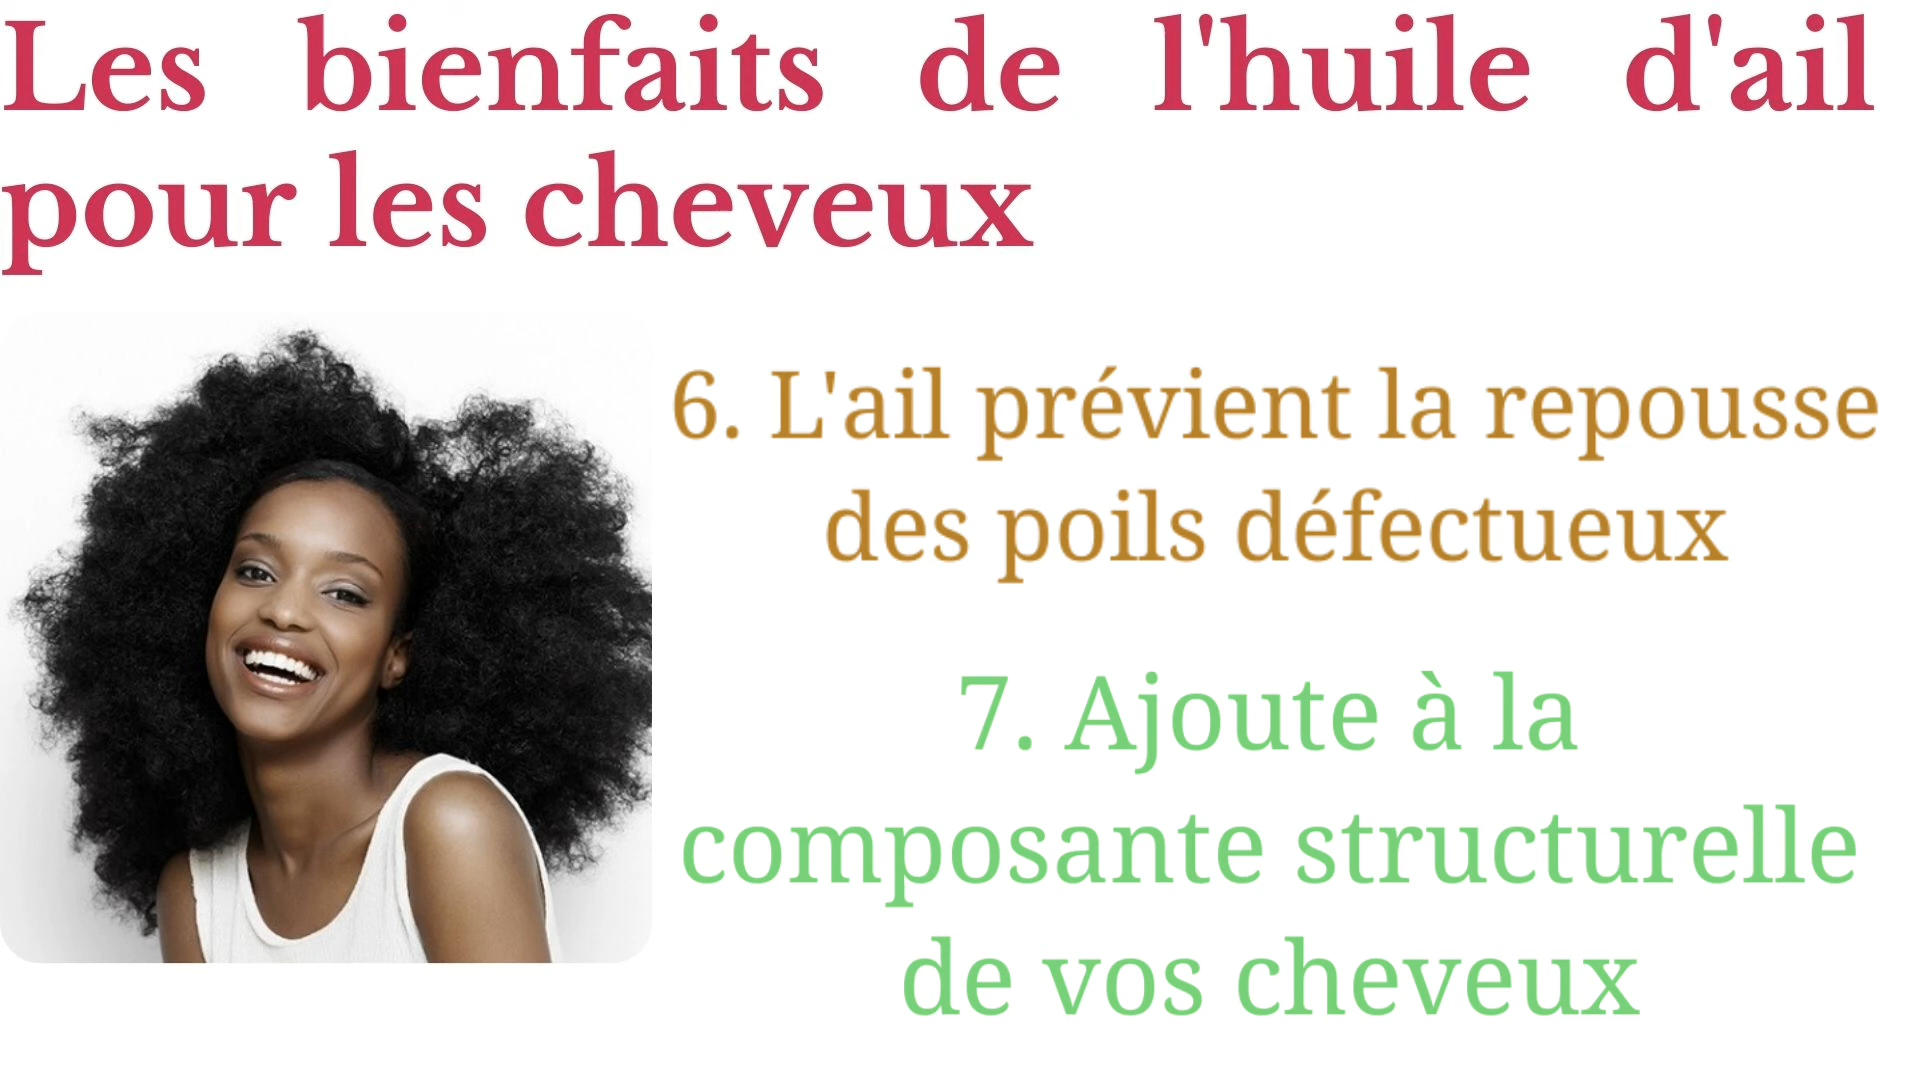 Les bienfaits de l'huile d'ail
pour les cheveux
6. L'ail prévient la repousse
des poils défectueux
7. Ajoute à la
composante structurelle
de vos cheveux